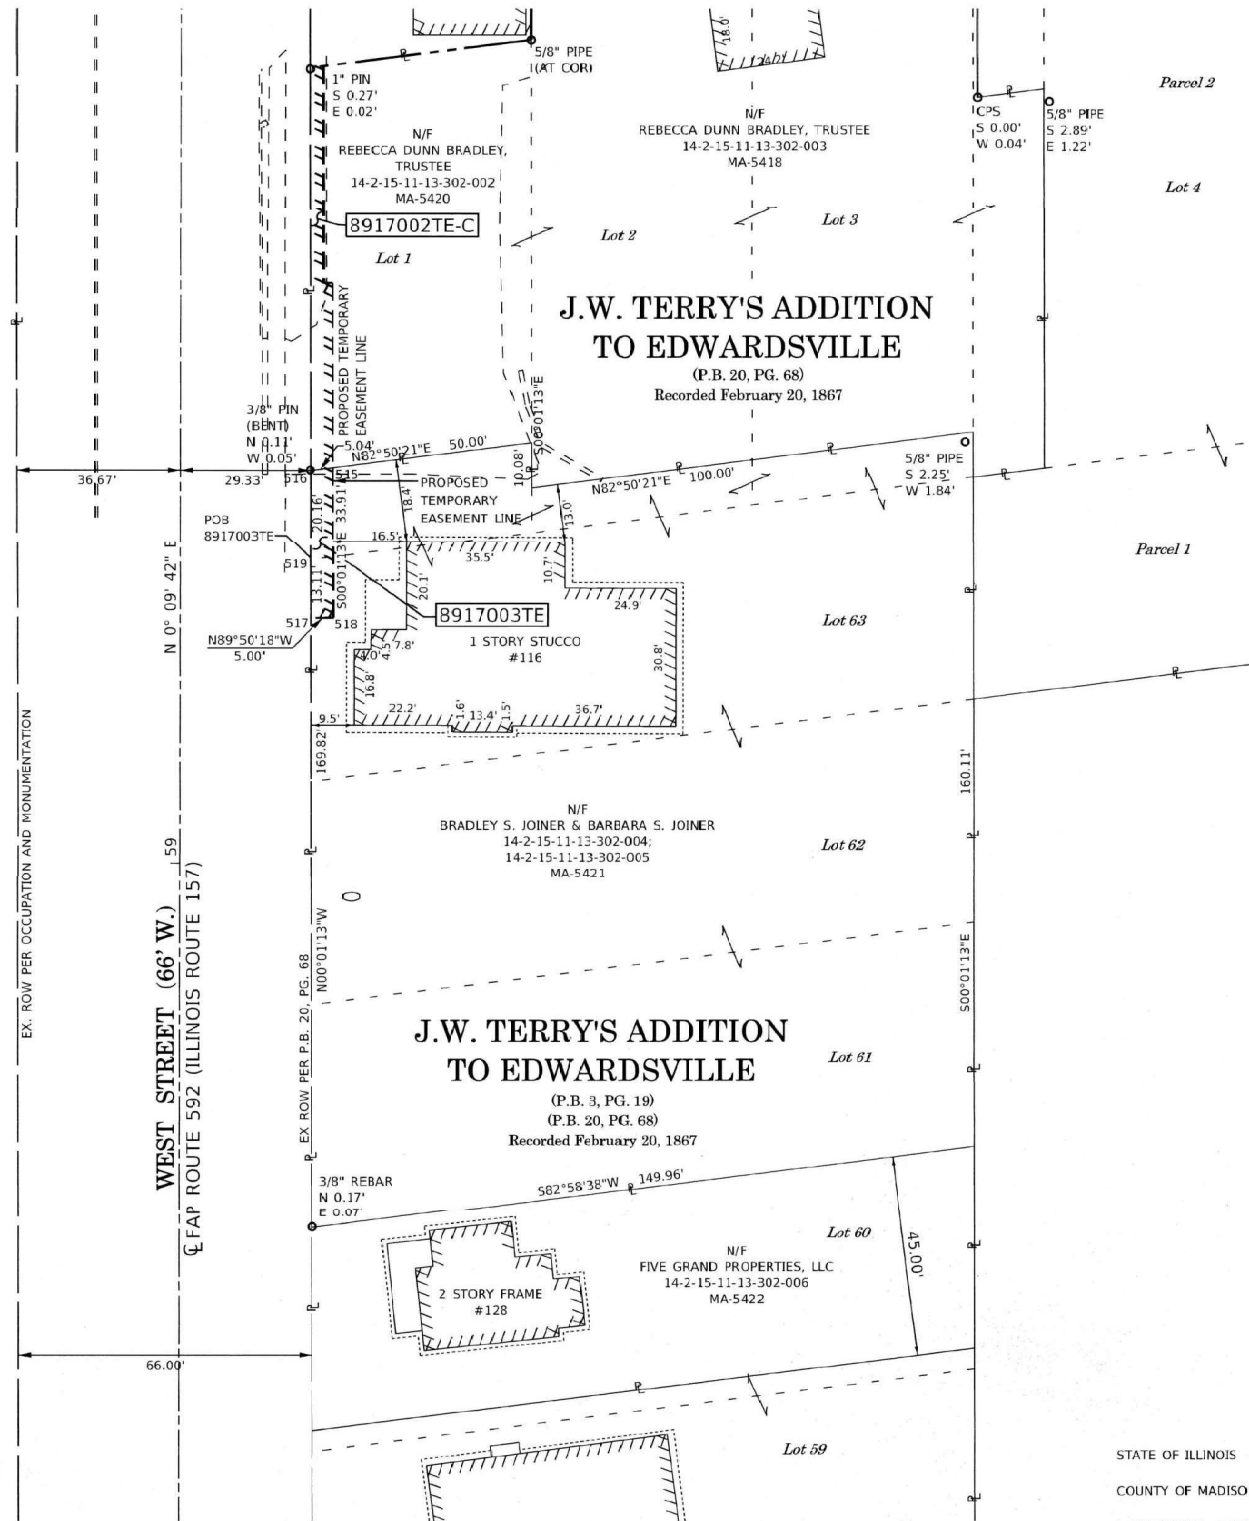 5/8" PIPE
(AT COR)
18.0'
24.0'
1" PIN
S 0.27'
E 0.02'
N/F
REBECCA DUNN BRADLEY,
TRUSTEE
14-2-15-11-13-302-002
MA-5420
8917002TE-C
Lot 1
N/F
REBECCA DUNN BRADLEY, TRUSTEE
14-2-15-11-13-302-003
MA-5418
Lot 2
Lot 3
CPS
S 0.00'
W 0.04'
5/8" PIPE
S 2.89'
E 1.22'
Parcel 2
Lot 4
J.W. TERRY'S ADDITION
TO EDWARDSVILLE
(P.B. 20, PG. 68)
Recorded February 20, 1867
PROPOSED TEMPORARY
EASEMENT LINE
3/8" PIN
(BENT)
N 0.11'
W 0.05'
5.04'
N82°50'21"E 50.00'
S00°01'13"E
10.08'
N82°50'21"E 100.00'
5/8" PIPE
S 2.25'
W 1.84'
36.67'
29.33'
516
515
PROPOSED
TEMPORARY
EASEMENT LINE
18.4'
13.0'
POB
8917003TE
20.16'
33.91'
S00°01'13"E
519
13.11'
517
518
N89°50'18"W
5.00'
16.5'
35.5'
20.1'
10.7'
24.9'
8917003TE
1 STORY STUCCO
#116
30.8'
7.8'
4.5'
4.0'
16.8'
22.2'
1.6'
13.4'
1.5'
36.7'
9.5'
169.82'
Parcel 1
Lot 63
N 0° 09' 42" E
160.11'
N/F
BRADLEY S. JOINER & BARBARA S. JOINER
14-2-15-11-13-302-004;
14-2-15-11-13-302-005
MA-5421
Lot 62
EX. ROW PER OCCUPATION AND MONUMENTATION
WEST STREET (66' W.)
59
℄ FAP ROUTE 592 (ILLINOIS ROUTE 157)
EX ROW PER P.B. 20, PG. 68
N00°01'13"W
S00°01'13"E
J.W. TERRY'S ADDITION
TO EDWARDSVILLE
(P.B. 3, PG. 19)
(P.B. 20, PG. 68)
Recorded February 20, 1867
Lot 61
3/8" REBAR
N 0.17'
E 0.07'
S82°58'38"W 149.96'
Lot 60
N/F
FIVE GRAND PROPERTIES, LLC
14-2-15-11-13-302-006
MA-5422
45.00'
2 STORY FRAME
#128
66.00'
Lot 59
STATE OF ILLINOIS
COUNTY OF MADISO